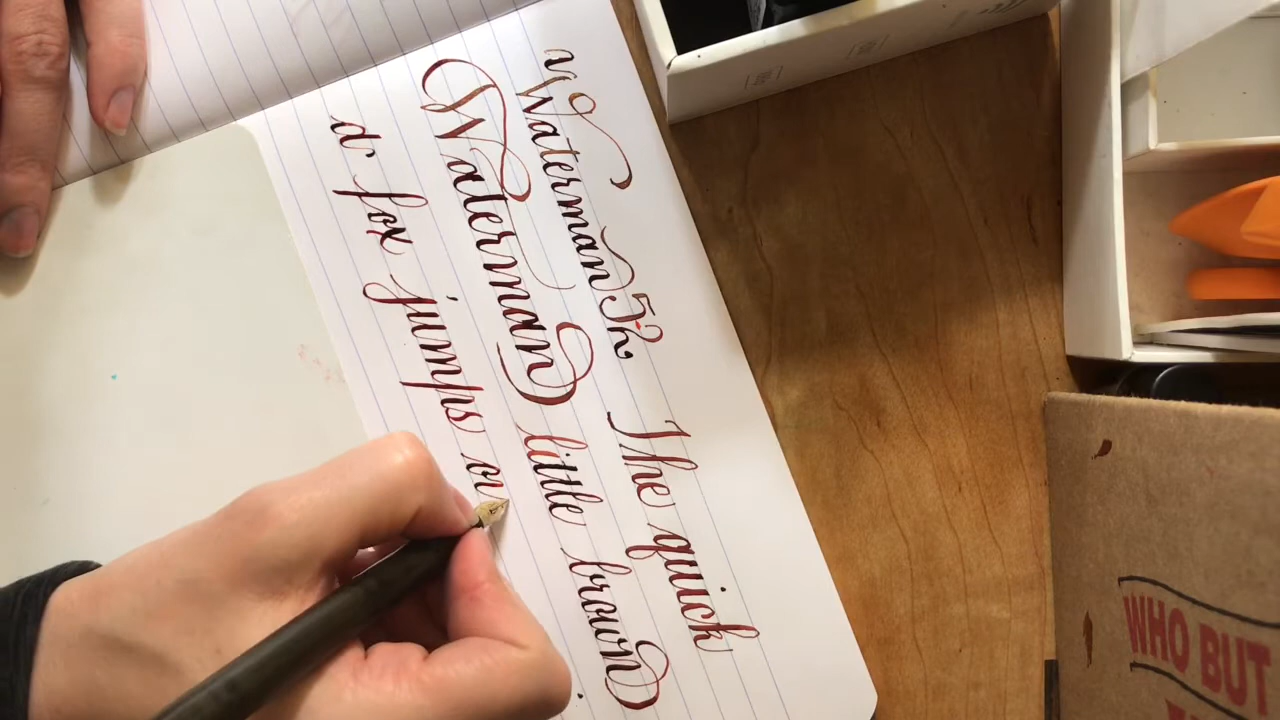 Waterman 52 The quick
Waterman little brown
d fox jumps
WHO BUT